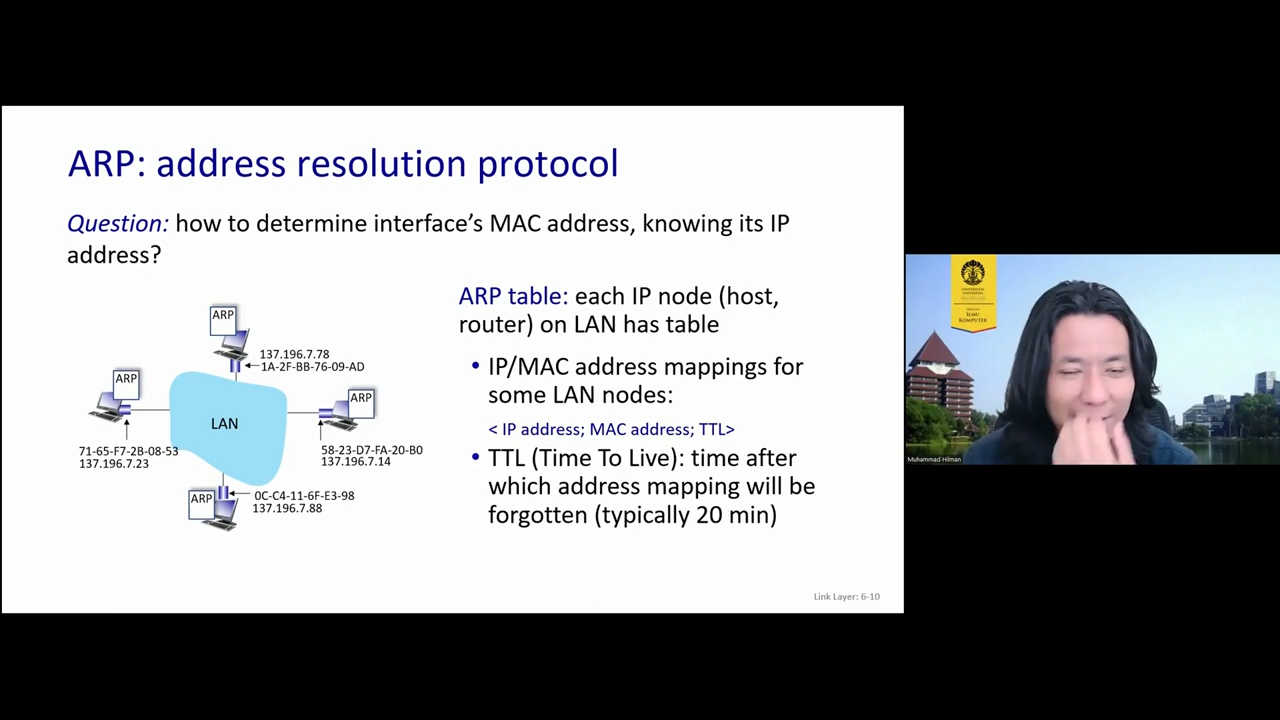 ARP: address resolution protocol
Question: how to determine interface's MAC address, knowing its IP
address?
ARP table: each IP node (host,
router) on LAN has table
• IP/MAC address mappings for
some LAN nodes:
< IP address; MAC address; TTL>
• TTL (Time To Live): time after
which address mapping will be
forgotten (typically 20 min)
ARP
137.196.7.78
1A-2F-BB-76-09-AD
ARP
ARP
LAN
71-65-F7-2B-08-53
137.196.7.23
58-23-D7-FA-20-B0
137.196.7.14
ARP
0C-C4-11-6F-E3-98
137.196.7.88
Link Layer: 6-10
UNIVERSITAS
INDONESIA
ILMU
KOMPUTER
Muhammad Hilman